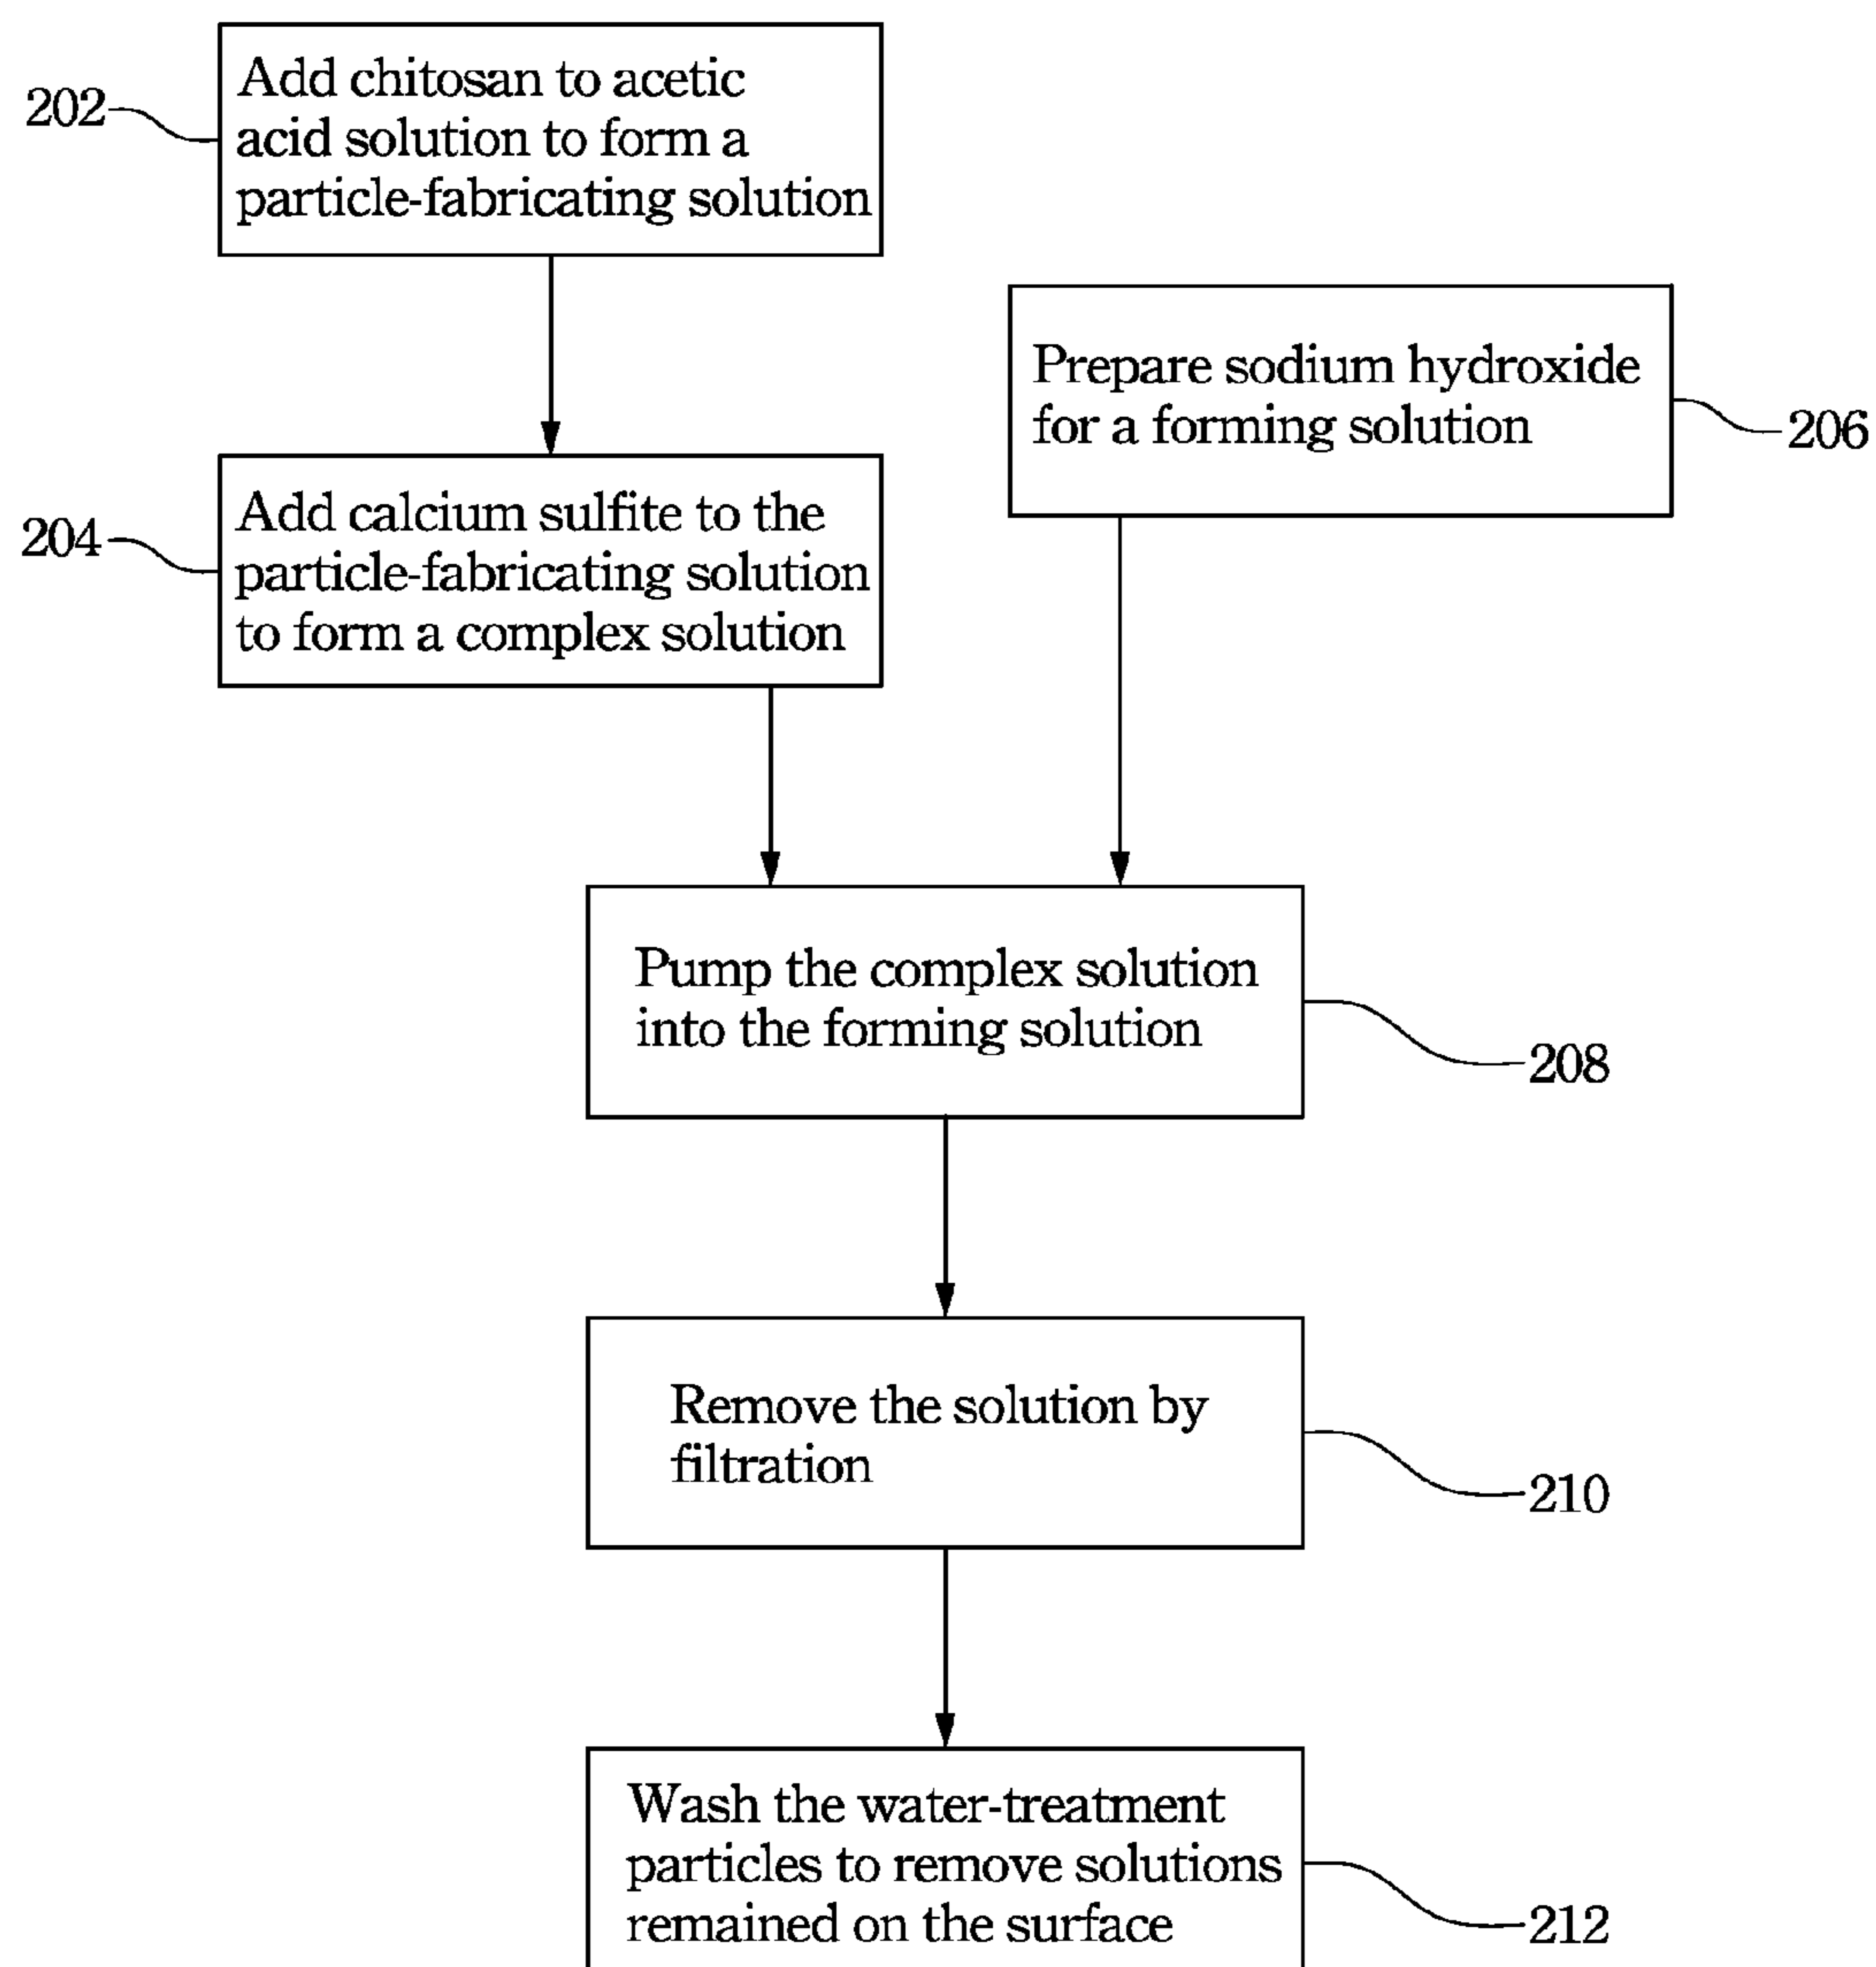 202
Add chitosan to acetic
acid solution to form a
particle-fabricating solution
Prepare sodium hydroxide
for a forming solution
206
204
Add calcium sulfite to the
particle-fabricating solution
to form a complex solution
Pump the complex solution
into the forming solution
208
Remove the solution by
filtration
210
Wash the water-treatment
particles to remove solutions
remained on the surface
212